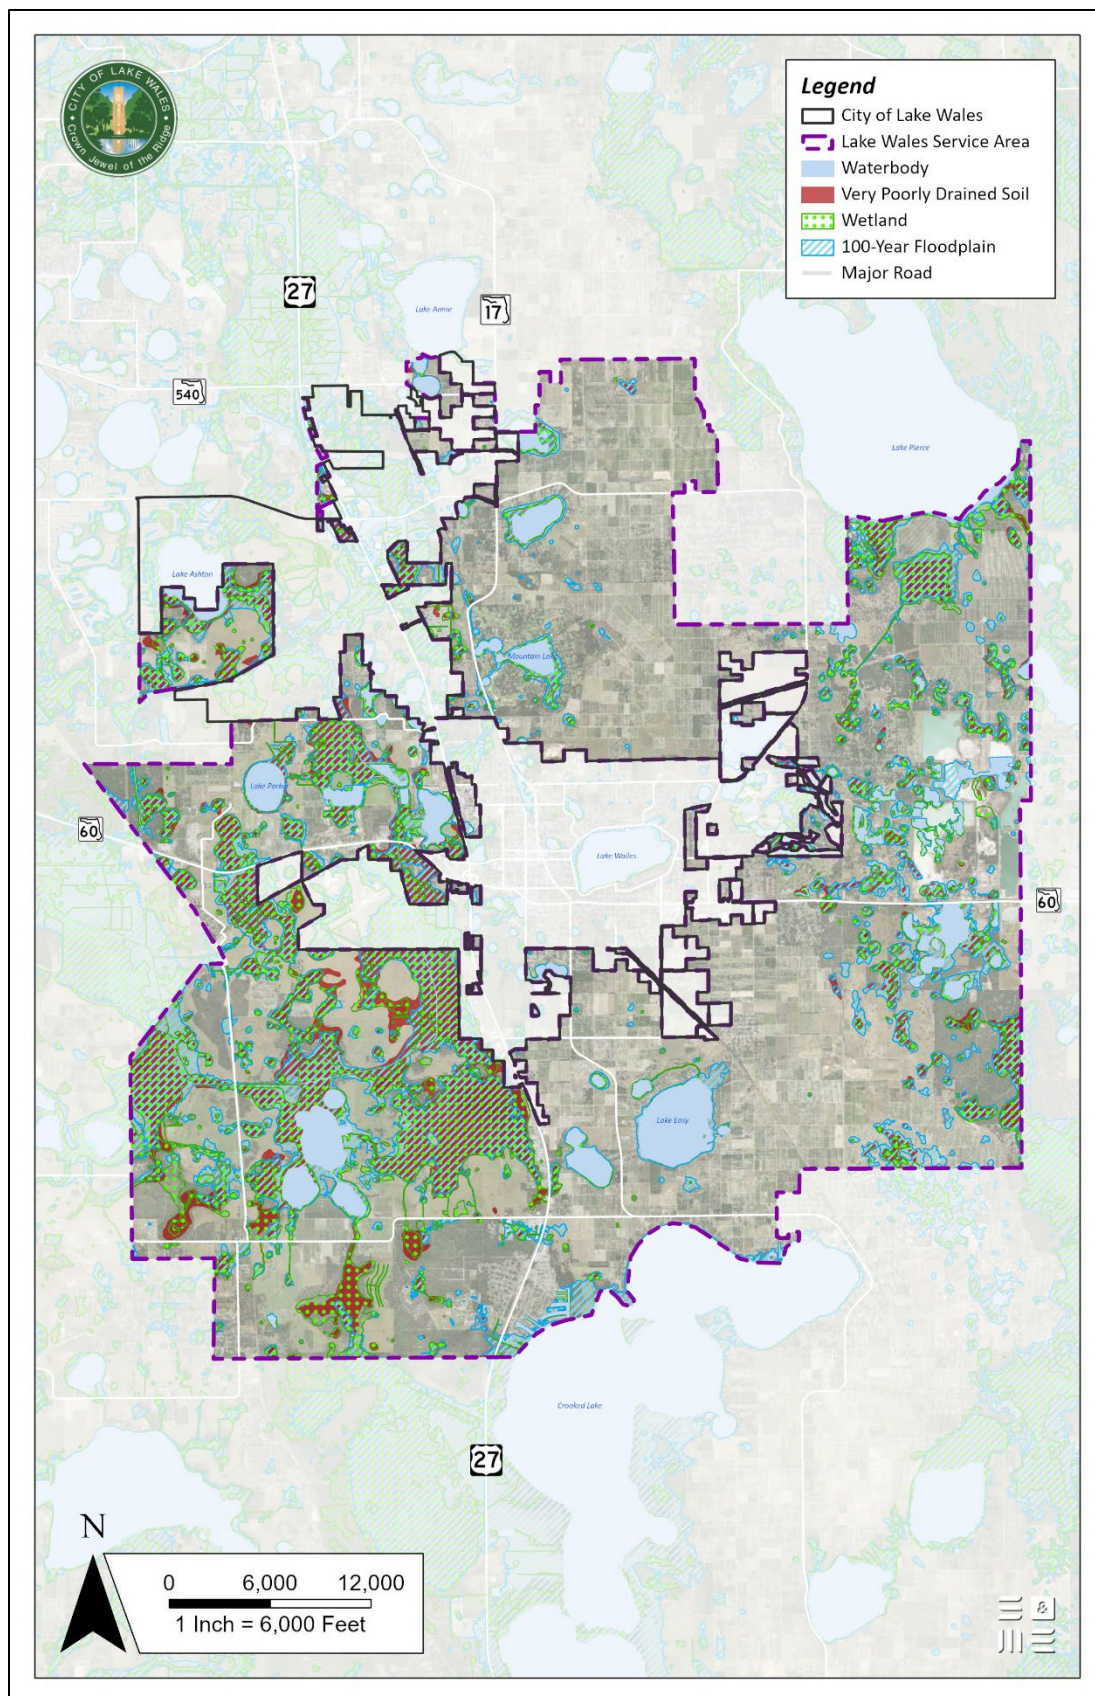 CITY OF LAKE WALES
Crown Jewel of the Ridge
Legend
City of Lake Wales
Lake Wales Service Area
Waterbody
Very Poorly Drained Soil
Wetland
100-Year Floodplain
Major Road
27
Lake Annie
17
540
Lake Pierce
Lake Ashton
Mountain Lake
Lake Parker
60
Lake Wailes
60
Lake Easy
Crooked Lake
27
N
0 6,000 12,000
1 Inch = 6,000 Feet
&